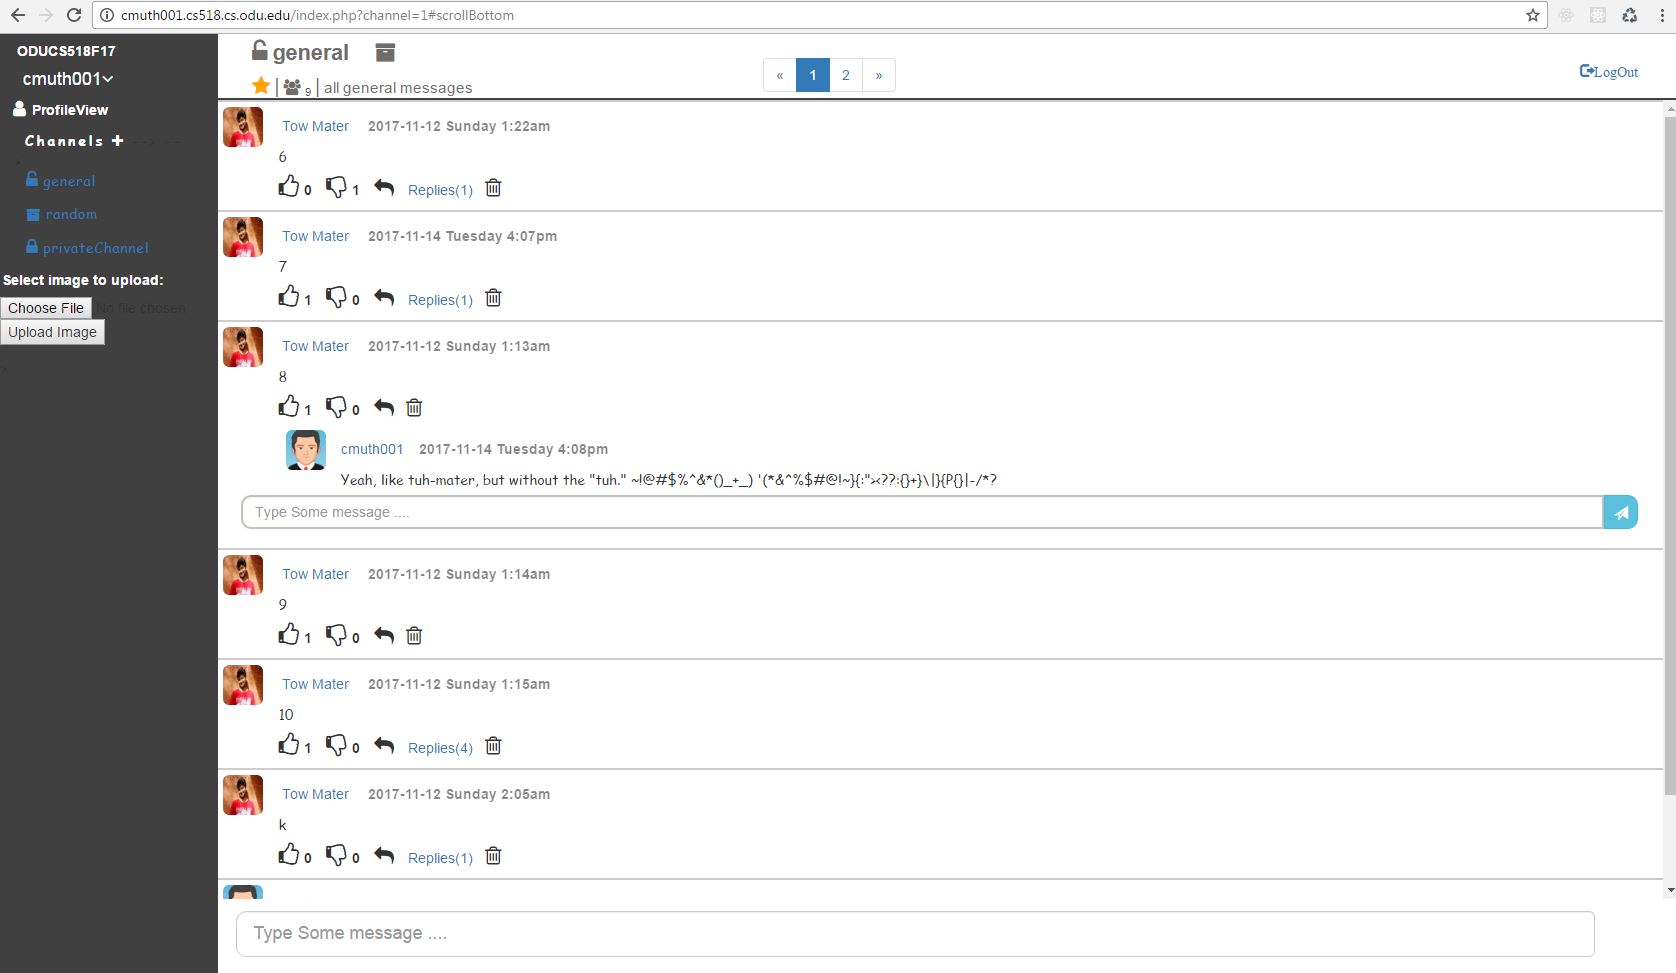 cmuth001.cs518.cs.odu.edu/index.php?channel=1#scrollBottom
ODUCS518F17
cmuth001
ProfileView
Channels + --> --
>
general
random
privateChannel
Select image to upload:
Choose File No file chosen
Upload Image
>
general
9 | all general messages
« 1 2 »
LogOut
Tow Mater 2017-11-12 Sunday 1:22am
6
0 1 Replies(1)
Tow Mater 2017-11-14 Tuesday 4:07pm
7
1 0 Replies(1)
Tow Mater 2017-11-12 Sunday 1:13am
8
1 0
cmuth001 2017-11-14 Tuesday 4:08pm
Yeah, like tuh-mater, but without the "tuh." ~!@#$%^&*()_+_) '(*&^%$#@!~}{:"><??:{}+}\|}{P{}|-/*?
Type Some message ....
Tow Mater 2017-11-12 Sunday 1:14am
9
1 0
Tow Mater 2017-11-12 Sunday 1:15am
10
1 0 Replies(4)
Tow Mater 2017-11-12 Sunday 2:05am
k
0 0 Replies(1)
Type Some message ....